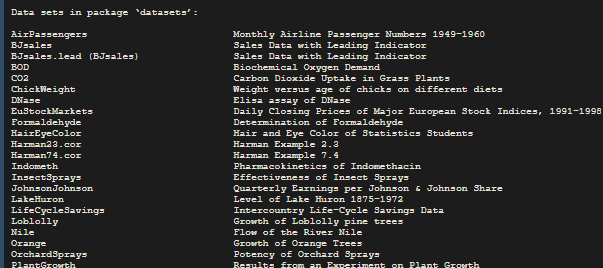 Data sets in package ‘datasets’:
AirPassengers Monthly Airline Passenger Numbers 1949-1960
BJsales Sales Data with Leading Indicator
BJsales.lead (BJsales) Sales Data with Leading Indicator
BOD Biochemical Oxygen Demand
CO2 Carbon Dioxide Uptake in Grass Plants
ChickWeight Weight versus age of chicks on different diets
DNase Elisa assay of DNase
EuStockMarkets Daily Closing Prices of Major European Stock Indices, 1991-1998
Formaldehyde Determination of Formaldehyde
HairEyeColor Hair and Eye Color of Statistics Students
Harman23.cor Harman Example 2.3
Harman74.cor Harman Example 7.4
Indometh Pharmacokinetics of Indomethacin
InsectSprays Effectiveness of Insect Sprays
JohnsonJohnson Quarterly Earnings per Johnson & Johnson Share
LakeHuron Level of Lake Huron 1875-1972
LifeCycleSavings Intercountry Life-Cycle Savings Data
Loblolly Growth of Loblolly pine trees
Nile Flow of the River Nile
Orange Growth of Orange Trees
OrchardSprays Potency of Orchard Sprays
PlantGrowth Results from an Experiment on Plant Growth